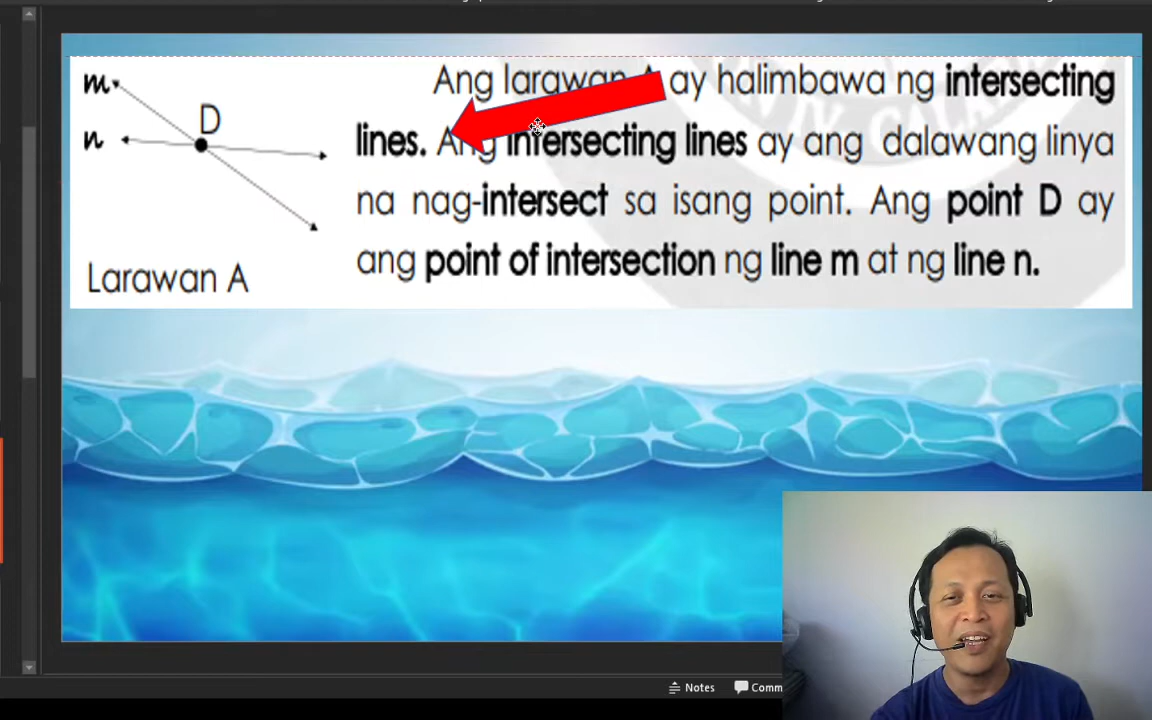 m
n
D
Larawan A
Ang larawan A ay halimbawa ng intersecting
lines. Ang intersecting lines ay ang dalawang linya
na nag-intersect sa isang point. Ang point D ay
ang point of intersection ng line m at ng line n.
Notes